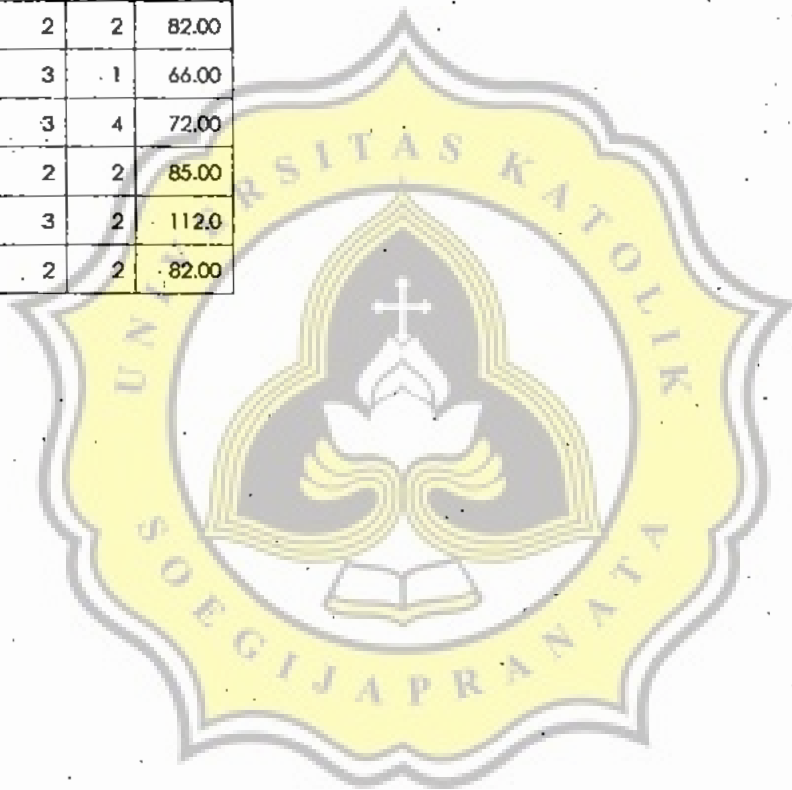 2 2 82.00
3 1 66.00
3 4 72.00
2 2 85.00
3 2 112.0
2 2 82.00
UNIVERSITAS KATOLIK
SOEGIJAPRANATA